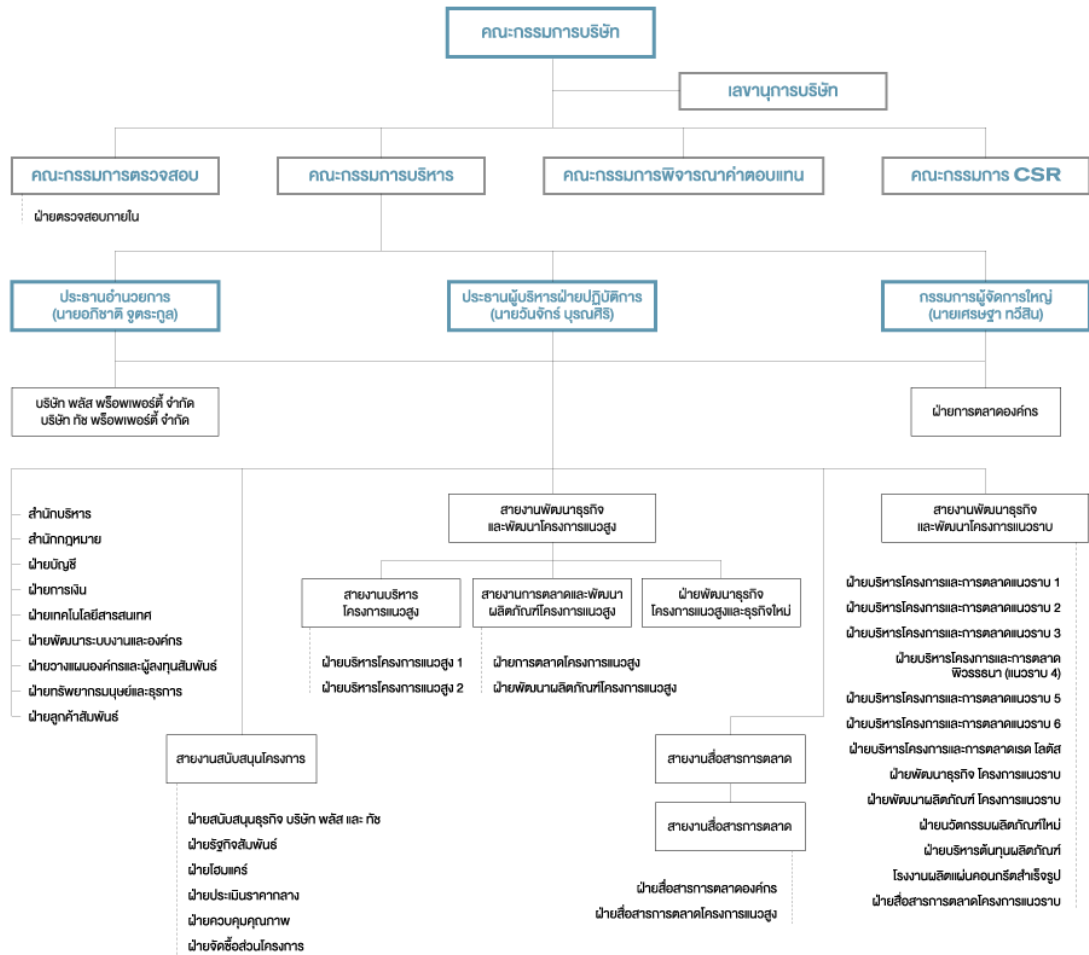 คณะกรรมการบริษัท
เลขานุการบริษัท
คณะกรรมการตรวจสอบ
คณะกรรมการบริหาร
คณะกรรมการพิจารณาค่าตอบแทน
คณะกรรมการ CSR
ฝ่ายตรวจสอบภายใน
ประธานอำนวยการ
(นายอภิชาติ จูตระกูล)
ประธานผู้บริหารฝ่ายปฏิบัติการ
(นายวันจักร์ บุรณศิริ)
กรรมการผู้จัดการใหญ่
(นายเศรษฐา ทวีสิน)
บริษัท พลัส พร็อพเพอร์ตี้ จำกัด
บริษัท ทัช พร็อพเพอร์ตี้ จำกัด
ฝ่ายการตลาดองค์กร
สำนักบริหาร
สำนักกฎหมาย
ฝ่ายบัญชี
ฝ่ายการเงิน
ฝ่ายเทคโนโลยีสารสนเทศ
ฝ่ายพัฒนาระบบงานและองค์กร
ฝ่ายวางแผนองค์กรและผู้ลงทุนสัมพันธ์
ฝ่ายทรัพยากรมนุษย์และธุรการ
ฝ่ายลูกค้าสัมพันธ์
สายงานสนับสนุนโครงการ
ฝ่ายสนับสนุนธุรกิจ บริษัท พลัส และ ทัช
ฝ่ายรัฐกิจสัมพันธ์
ฝ่ายโฮมแคร์
ฝ่ายประเมินราคากลาง
ฝ่ายควบคุมคุณภาพ
ฝ่ายจัดซื้อส่วนโครงการ
สายงานพัฒนาธุรกิจ
และพัฒนาโครงการแนวสูง
สายงานบริหาร
โครงการแนวสูง
ฝ่ายบริหารโครงการแนวสูง 1
ฝ่ายบริหารโครงการแนวสูง 2
สายงานการตลาดและพัฒนา
ผลิตภัณฑ์โครงการแนวสูง
ฝ่ายการตลาดโครงการแนวสูง
ฝ่ายพัฒนาผลิตภัณฑ์โครงการแนวสูง
ฝ่ายพัฒนาธุรกิจ
โครงการแนวสูงและธุรกิจใหม่
สายงานสื่อสารการตลาด
สายงานสื่อสารการตลาด
ฝ่ายสื่อสารการตลาดองค์กร
ฝ่ายสื่อสารการตลาดโครงการแนวสูง
สายงานพัฒนาธุรกิจ
และพัฒนาโครงการแนวราบ
ฝ่ายบริหารโครงการและการตลาดแนวราบ 1
ฝ่ายบริหารโครงการและการตลาดแนวราบ 2
ฝ่ายบริหารโครงการและการตลาดแนวราบ 3
ฝ่ายบริหารโครงการและการตลาด
พิวรรธนา (แนวราบ 4)
ฝ่ายบริหารโครงการและการตลาดแนวราบ 5
ฝ่ายบริหารโครงการและการตลาดแนวราบ 6
ฝ่ายบริหารโครงการและการตลาดเรด โลตัส
ฝ่ายพัฒนาธุรกิจ โครงการแนวราบ
ฝ่ายพัฒนาผลิตภัณฑ์ โครงการแนวราบ
ฝ่ายนวัตกรรมผลิตภัณฑ์ใหม่
ฝ่ายบริหารต้นทุนผลิตภัณฑ์
โรงงานผลิตแผ่นคอนกรีตสำเร็จรูป
ฝ่ายสื่อสารการตลาดโครงการแนวราบ